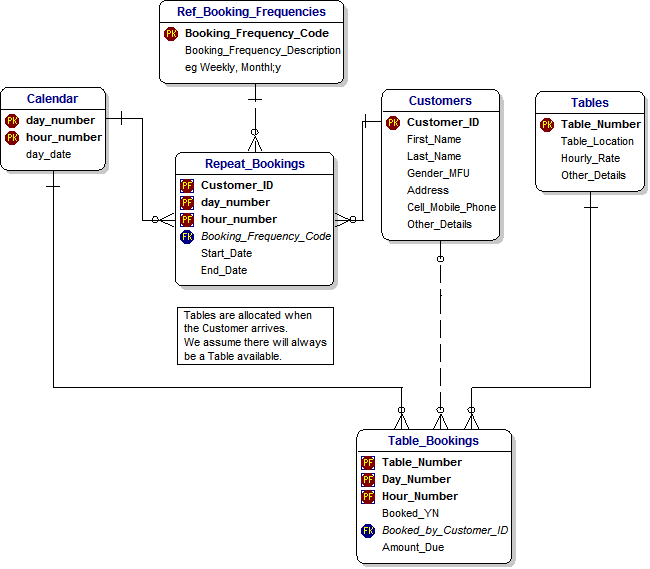 Ref_Booking_Frequencies
PK Booking_Frequency_Code
Booking_Frequency_Description
eg Weekly, Monthl;y
Calendar
PK day_number
PK hour_number
day_date
Customers
PK Customer_ID
First_Name
Last_Name
Gender_MFU
Address
Cell_Mobile_Phone
Other_Details
Tables
PK Table_Number
Table_Location
Hourly_Rate
Other_Details
Repeat_Bookings
PF Customer_ID
PF day_number
PF hour_number
FK Booking_Frequency_Code
Start_Date
End_Date
Tables are allocated when
the Customer arrives.
We assume there will always
be a Table available.
Table_Bookings
PF Table_Number
PF Day_Number
PF Hour_Number
Booked_YN
FK Booked_by_Customer_ID
Amount_Due